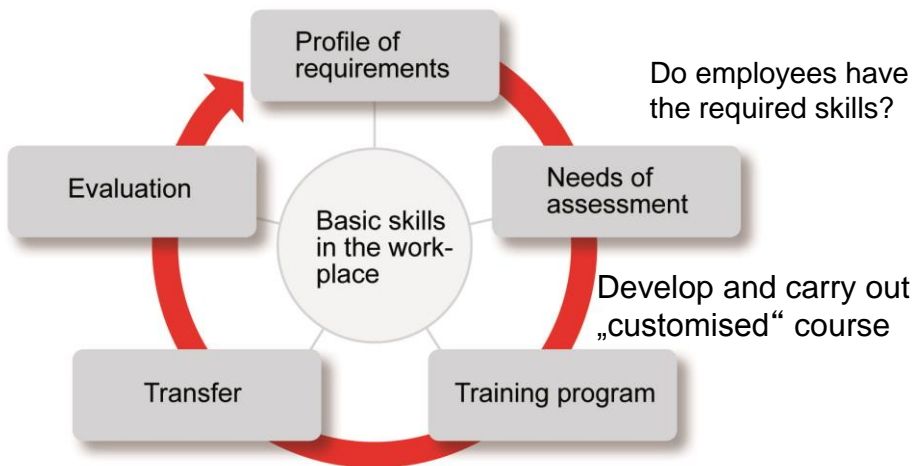 Profile of
requirements
Do employees have
the required skills?
Evaluation
Needs of
assessment
Basic skills
in the work-
place
Develop and carry out
„customised“ course
Transfer
Training program